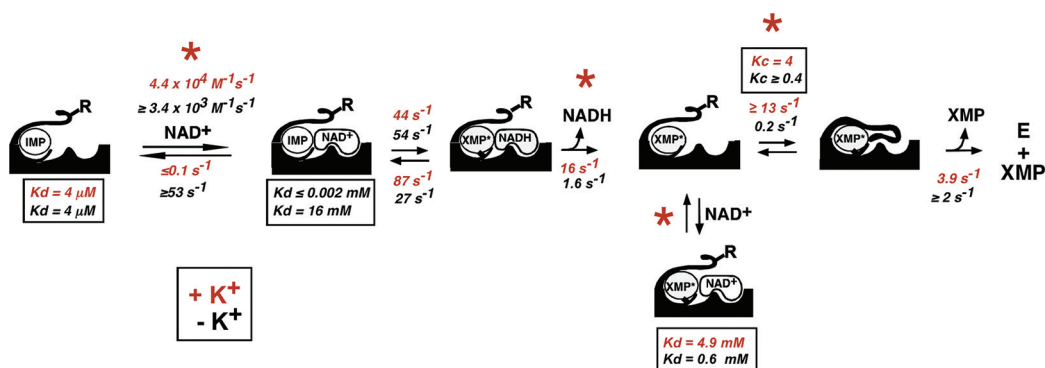 *
4.4 x 10⁴ M⁻¹s⁻¹
≥ 3.4 x 10³ M⁻¹s⁻¹
NAD+
≤0.1 s⁻¹
≥53 s⁻¹
R
IMP
Kd = 4 µM
Kd = 4 µM
R
IMP NAD⁺
Kd ≤ 0.002 mM
Kd = 16 mM
44 s⁻¹
54 s⁻¹
87 s⁻¹
27 s⁻¹
R
XMP* NADH
*
NADH
16 s⁻¹
1.6 s⁻¹
R
XMP*
*
Kc = 4
Kc ≥ 0.4
≥ 13 s⁻¹
0.2 s⁻¹
XMP*
XMP
3.9 s⁻¹
≥ 2 s⁻¹
E
+
XMP
*
NAD+
R
XMP* NAD⁺
Kd = 4.9 mM
Kd = 0.6 mM
+ K⁺
- K⁺